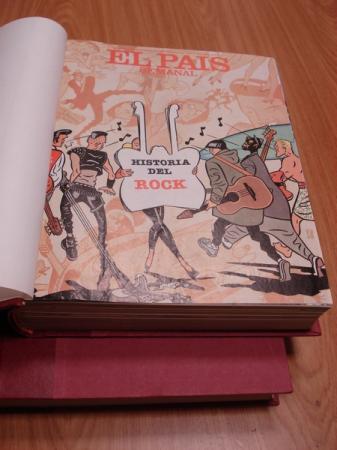 EL PAIS
SEMANAL
HISTORIA
DEL
ROCK